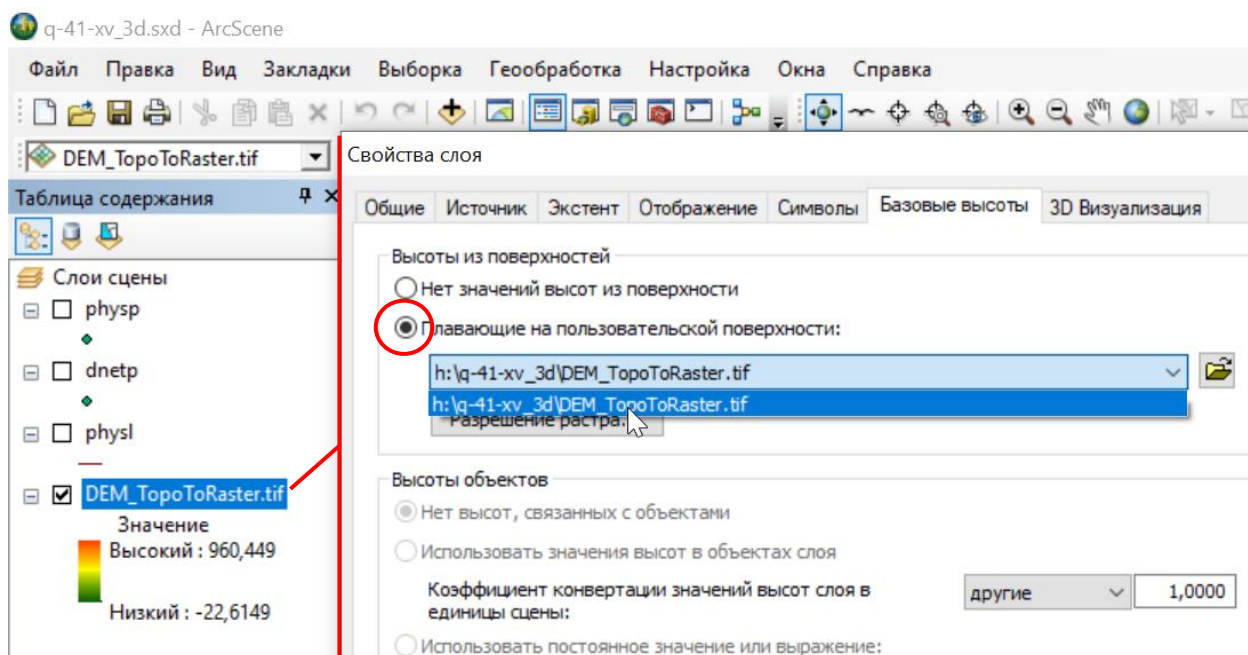 q-41-xv_3d.sxd - ArcScene
Файл Правка Вид Закладки Выборка Геообработка Настройка Окна Справка
DEM_TopoToRaster.tif
Таблица содержания
Слои сцены
physp
dnetp
physl
DEM_TopoToRaster.tif
Значение
Высокий : 960,449
Низкий : -22,6149
Свойства слоя
Общие Источник Экстент Отображение Символы Базовые высоты 3D Визуализация
Высоты из поверхностей
Нет значений высот из поверхности
Плавающие на пользовательской поверхности:
h:\q-41-xv_3d\DEM_TopoToRaster.tif
h:\q-41-xv_3d\DEM_TopoToRaster.tif
Разрешение растра.
Высоты объектов
Нет высот, связанных с объектами
Использовать значения высот в объектах слоя
Коэффициент конвертации значений высот слоя в
единицы сцены:
другие 1,0000
Использовать постоянное значение или выражение: